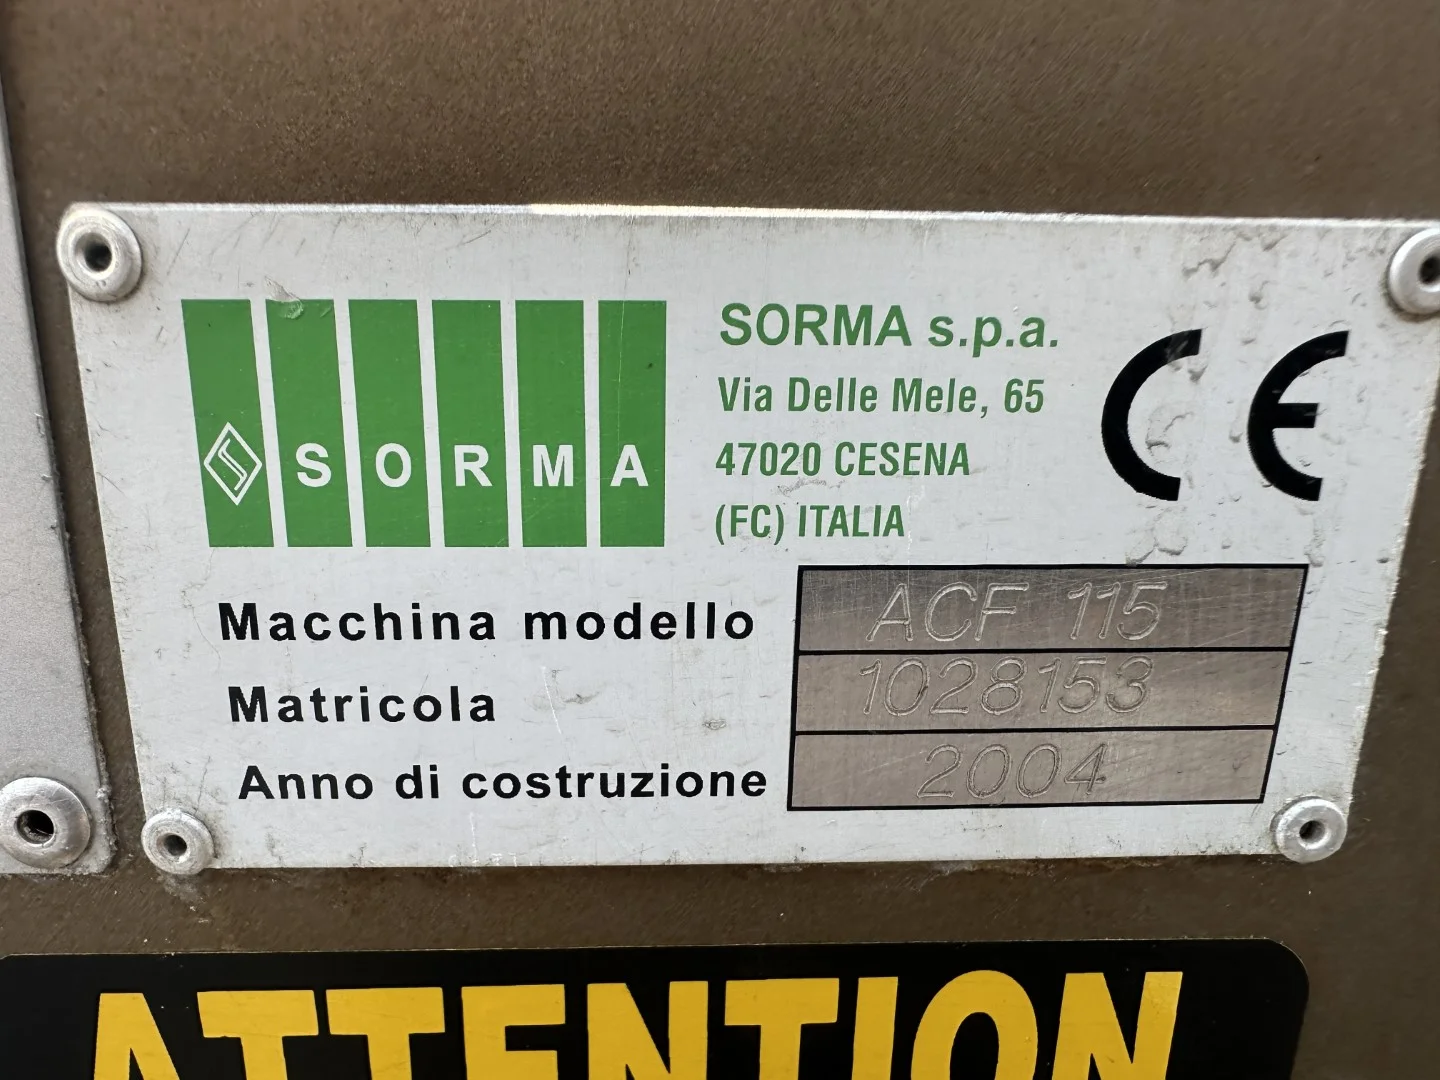 SORMA
SORMA s.p.a.
Via Delle Mele, 65
47020 CESENA
(FC) ITALIA
CE
Macchina modello ACF 115
Matricola 1028153
Anno di costruzione 2004
ATTENTION